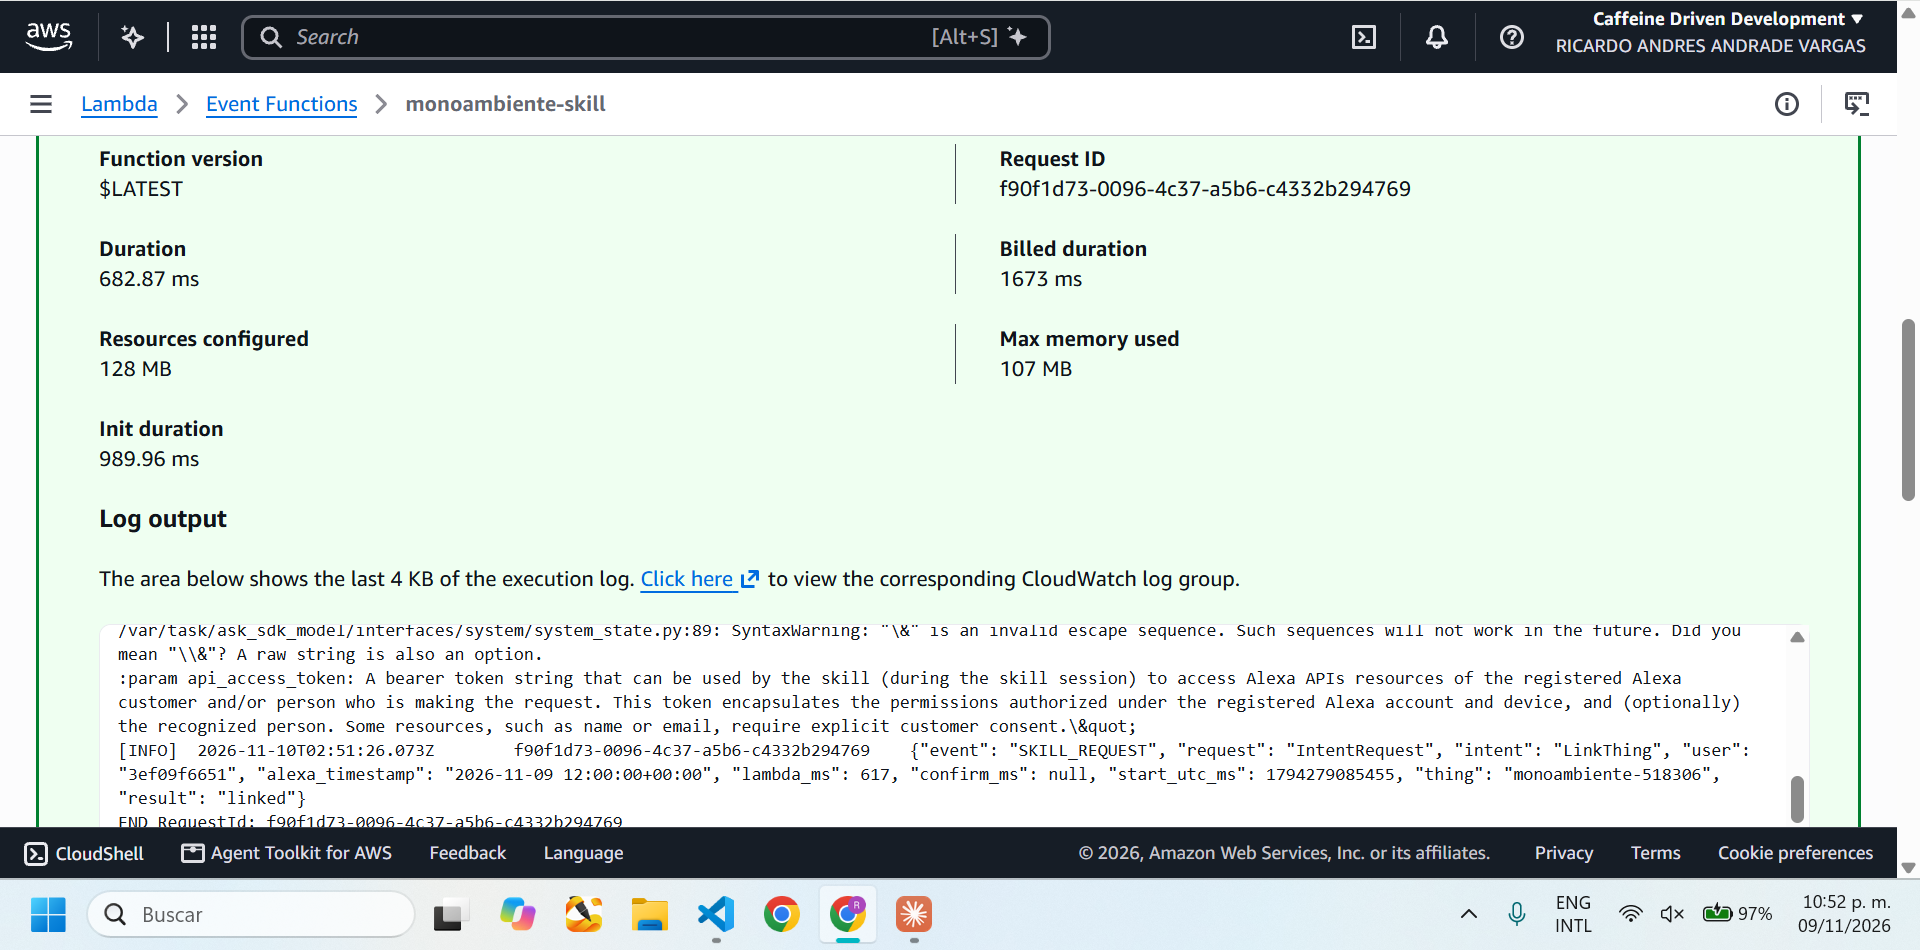 aws
Search
[Alt+S]
Caffeine Driven Development
RICARDO ANDRES ANDRADE VARGAS
Lambda
Event Functions
monoambiente-skill
Function version
$LATEST
Request ID
f90f1d73-0096-4c37-a5b6-c4332b294769
Duration
682.87 ms
Billed duration
1673 ms
Resources configured
128 MB
Max memory used
107 MB
Init duration
989.96 ms
Log output
The area below shows the last 4 KB of the execution log. Click here to view the corresponding CloudWatch log group.
/var/task/ask_sdk_model/interfaces/system/system_state.py:89: SyntaxWarning: "\&" is an invalid escape sequence. Such sequences will not work in the future. Did you
mean "\\&"? A raw string is also an option.
:param api_access_token: A bearer token string that can be used by the skill (during the skill session) to access Alexa APIs resources of the registered Alexa
customer and/or person who is making the request. This token encapsulates the permissions authorized under the registered Alexa account and device, and (optionally)
the recognized person. Some resources, such as name or email, require explicit customer consent.\&quot;
[INFO] 2026-11-10T02:51:26.073Z f90f1d73-0096-4c37-a5b6-c4332b294769 {"event": "SKILL_REQUEST", "request": "IntentRequest", "intent": "LinkThing", "user":
"3ef09f6651", "alexa_timestamp": "2026-11-09 12:00:00+00:00", "lambda_ms": 617, "confirm_ms": null, "start_utc_ms": 1794279085455, "thing": "monoambiente-518306",
"result": "linked"}
END RequestId: f90f1d73-0096-4c37-a5b6-c4332b294769
CloudShell
Agent Toolkit for AWS
Feedback
Language
© 2026, Amazon Web Services, Inc. or its affiliates.
Privacy
Terms
Cookie preferences
Buscar
R
ENG
INTL
97%
10:52 p. m.
09/11/2026